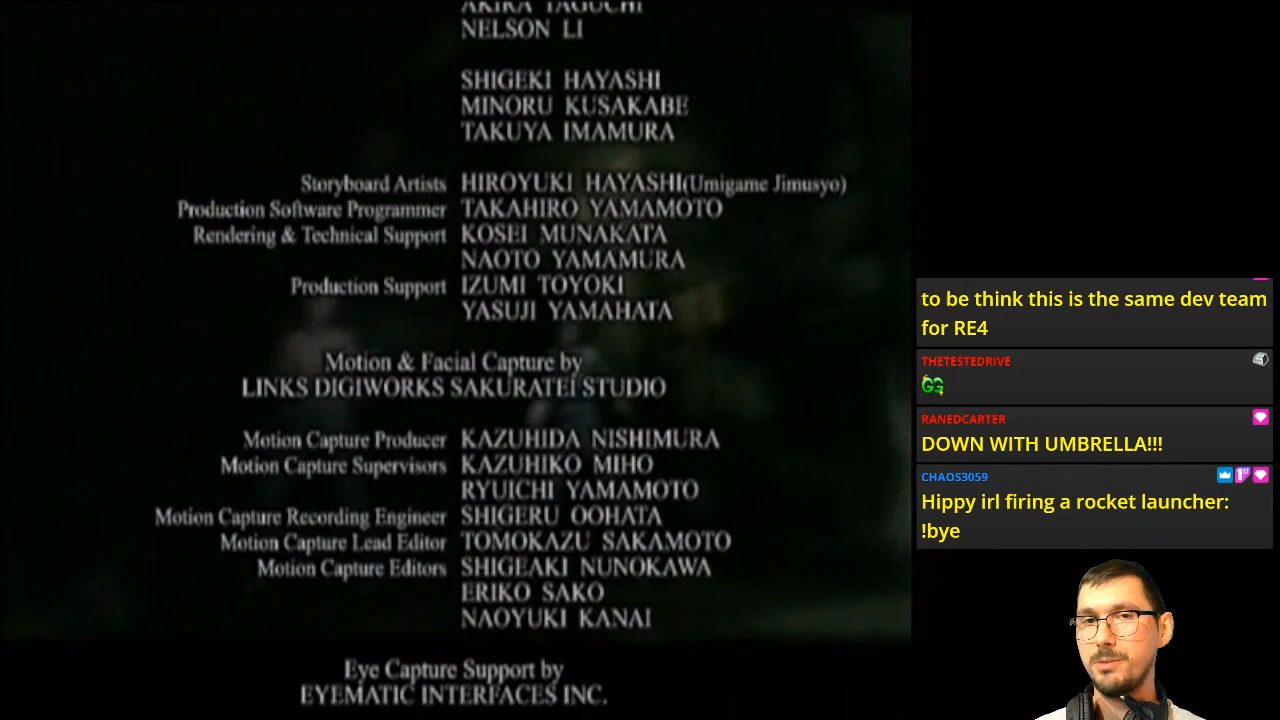 AKIRA TAGUCHI
NELSON LI
SHIGEKI HAYASHI
MINORU KUSAKABE
TAKUYA IMAMURA
Storyboard Artists HIROYUKI HAYASHI(Umigame Jimusyo)
Production Software Programmer TAKAHIRO YAMAMOTO
Rendering & Technical Support KOSEI MUNAKATA
NAOTO YAMAMURA
Production Support IZUMI TOYOKI
YASUJI YAMAHATA
Motion & Facial Capture by
LINKS DIGIWORKS SAKURATEI STUDIO
Motion Capture Producer KAZUHIDA NISHIMURA
Motion Capture Supervisors KAZUHIKO MIHO
RYUICHI YAMAMOTO
Motion Capture Recording Engineer SHIGERU OOHATA
Motion Capture Lead Editor TOMOKAZU SAKAMOTO
Motion Capture Editors SHIGEAKI NUNOKAWA
ERIKO SAKO
NAOYUKI KANAI
Eye Capture Support by
EYEMATIC INTERFACES INC.
to be think this is the same dev team
for RE4
THETESTEDRIVE
GG
RANEDCARTER
DOWN WITH UMBRELLA!!!
CHAOS3059
1ST
Hippy irl firing a rocket launcher:
!bye